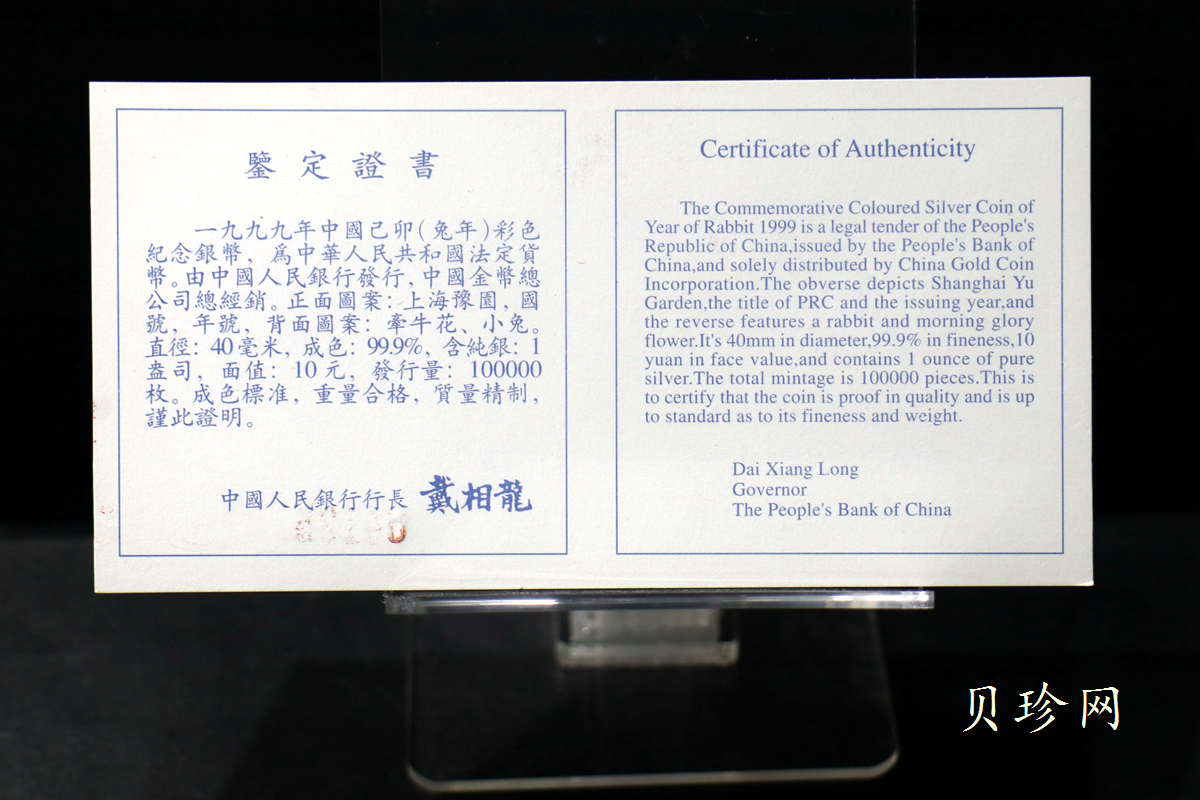 鑒定證書
一九九九年中國己卯(兔年)彩色
紀念銀幣，爲中華人民共和國法定貨
幣。由中國人民銀行發行，中國金幣總
公司總經銷。正面圖案：上海豫園，國
號，年號，背面圖案：牽牛花、小兔。
直徑：40毫米，成色：99.9%，含純銀：1
盎司，面值：10元，發行量：100000
枚。成色標准，重量合格，質量精制，
謹此證明。
中國人民銀行行長 戴相龍
Certificate of Authenticity
The Commemorative Coloured Silver Coin of
Year of Rabbit 1999 is a legal tender of the People's
Republic of China,issued by the People's Bank of
China,and solely distributed by China Gold Coin
Incorporation.The obverse depicts Shanghai Yu
Garden,the title of PRC and the issuing year,and
the reverse features a rabbit and morning glory
flower.It's 40mm in diameter,99.9% in fineness,10
yuan in face value,and contains 1 ounce of pure
silver.The total mintage is 100000 pieces.This is
to certify that the coin is proof in quality and is up
to standard as to its fineness and weight.
Dai Xiang Long
Governor
The People's Bank of China
贝珍网